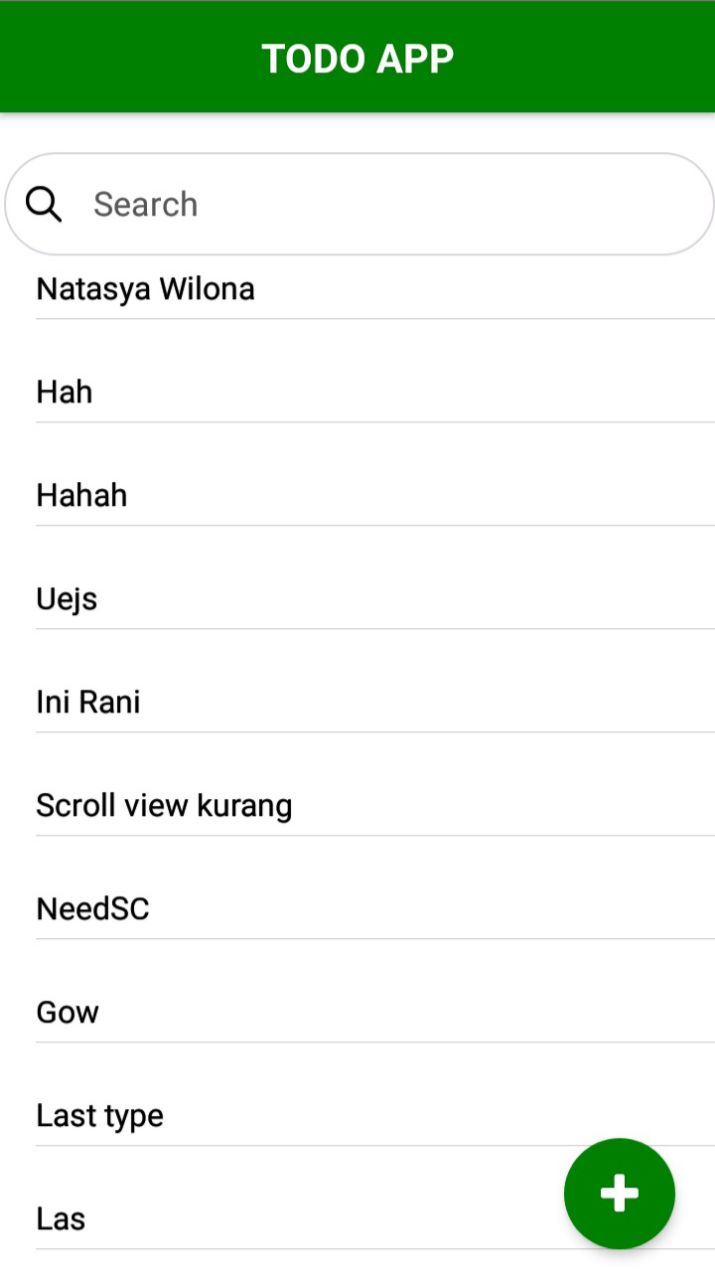 TODO APP
Search
Natasya Wilona
Hah
Hahah
Uejs
Ini Rani
Scroll view kurang
NeedSC
Gow
Last type
Las